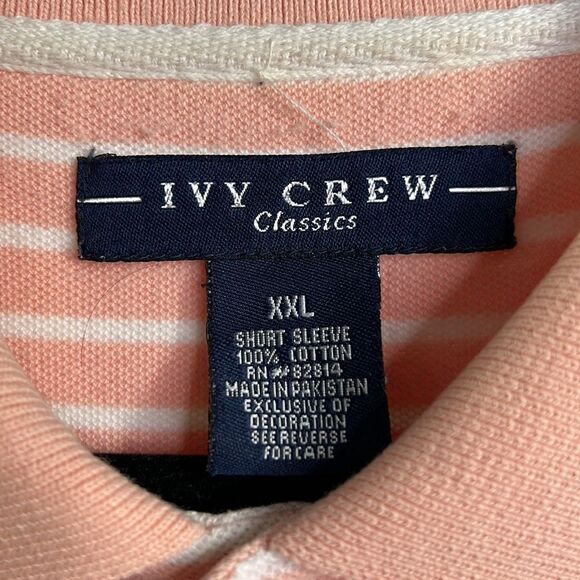 IVY CREW
Classics
XXL
SHORT SLEEVE
100% COTTON
RN# 82814
MADE IN PAKISTAN
EXCLUSIVE OF
DECORATION
SEE REVERSE
FOR CARE